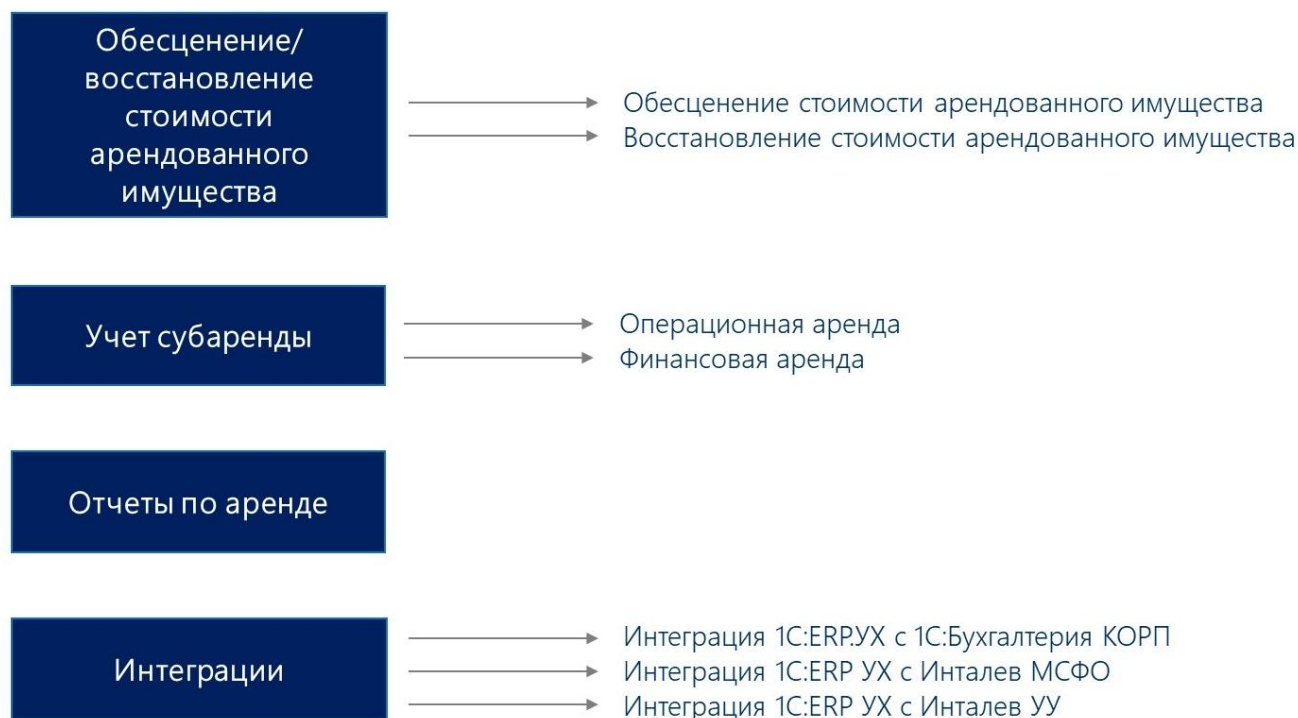 Обесценение/
восстановление
стоимости
арендованного
имущества
Обесценение стоимости арендованного имущества
Восстановление стоимости арендованного имущества
Учет субаренды
Операционная аренда
Финансовая аренда
Отчеты по аренде
Интеграции
Интеграция 1С:ERP.УХ с 1С:Бухгалтерия КОРП
Интеграция 1С:ERP УХ с Инталев МСФО
Интеграция 1С:ERP УХ с Инталев УУ